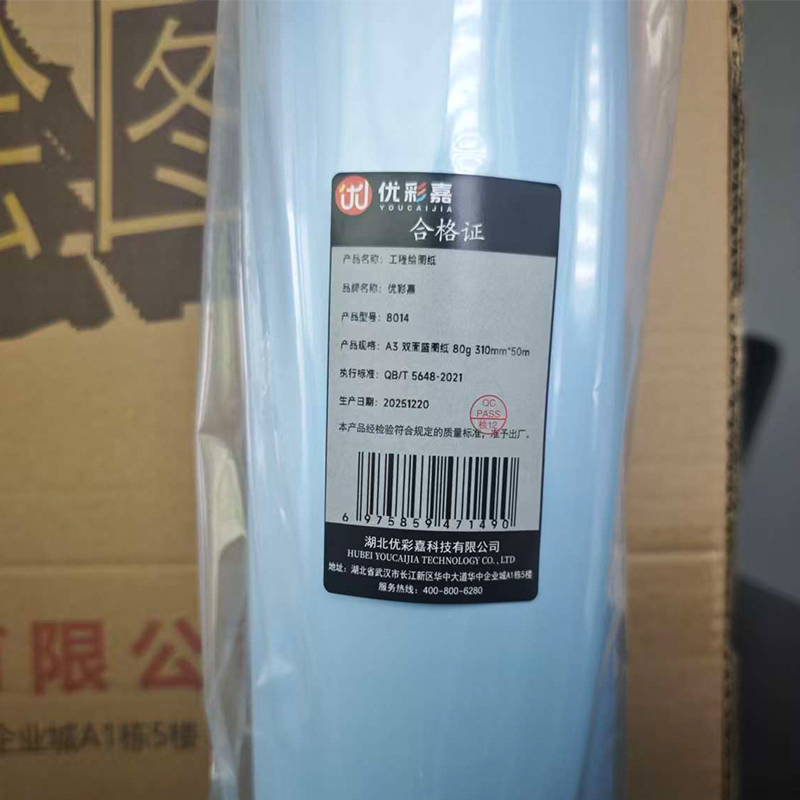 绘图
优 优彩嘉
YOUCAIJIA
合格证
产品名称：工程绘图纸
品牌名称：优彩嘉
产品型号：8014
产品规格：A3 双面蓝图纸 80g 310mm*50m
执行标准：QB/T 5648-2021
生产日期：20251220
QC
PASS
检12
本产品经检验符合规定的质量标准，准予出厂。
6 975859 471490
湖北优彩嘉科技有限公司
HUBEI YOUCAIJIA TECHNOLOGY CO., LTD
地址：湖北省武汉市长江新区华中大道华中企业城A1栋5楼
服务热线：400-800-6280
有限公
企业城A1栋5楼